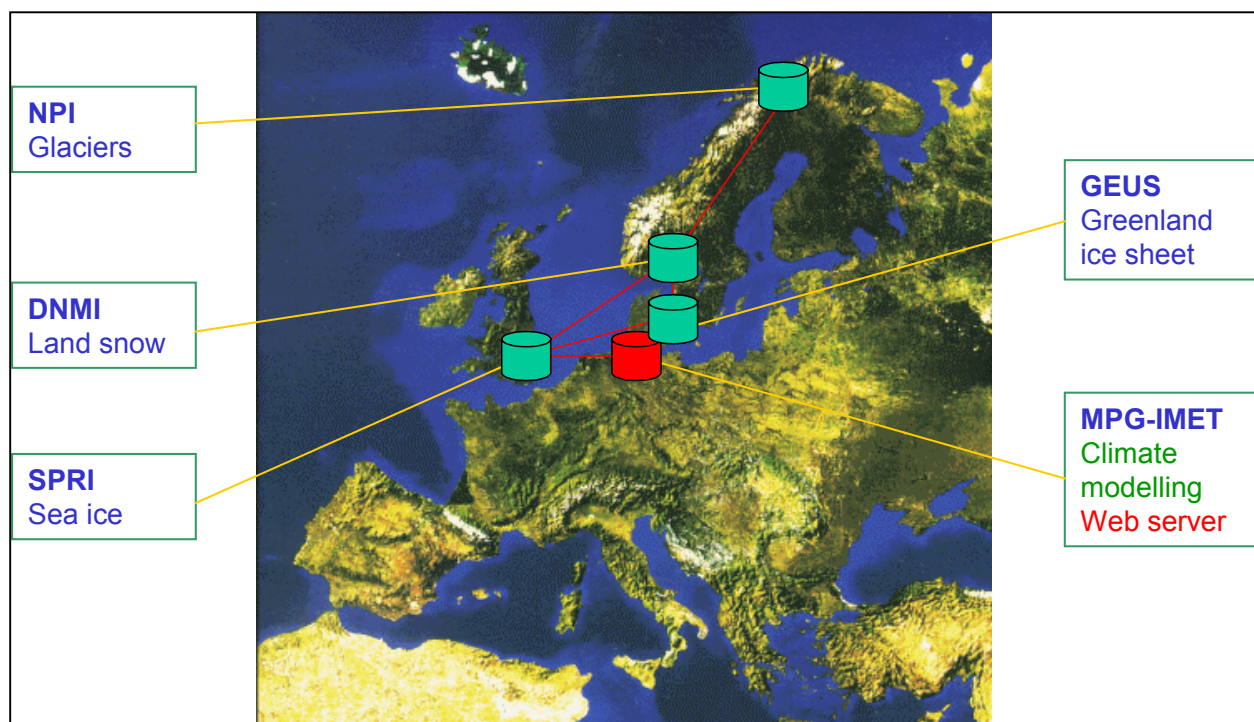 NPI
Glaciers
DNMI
Land snow
SPRI
Sea ice
GEUS
Greenland
ice sheet
MPG-IMET
Climate
modelling
Web server